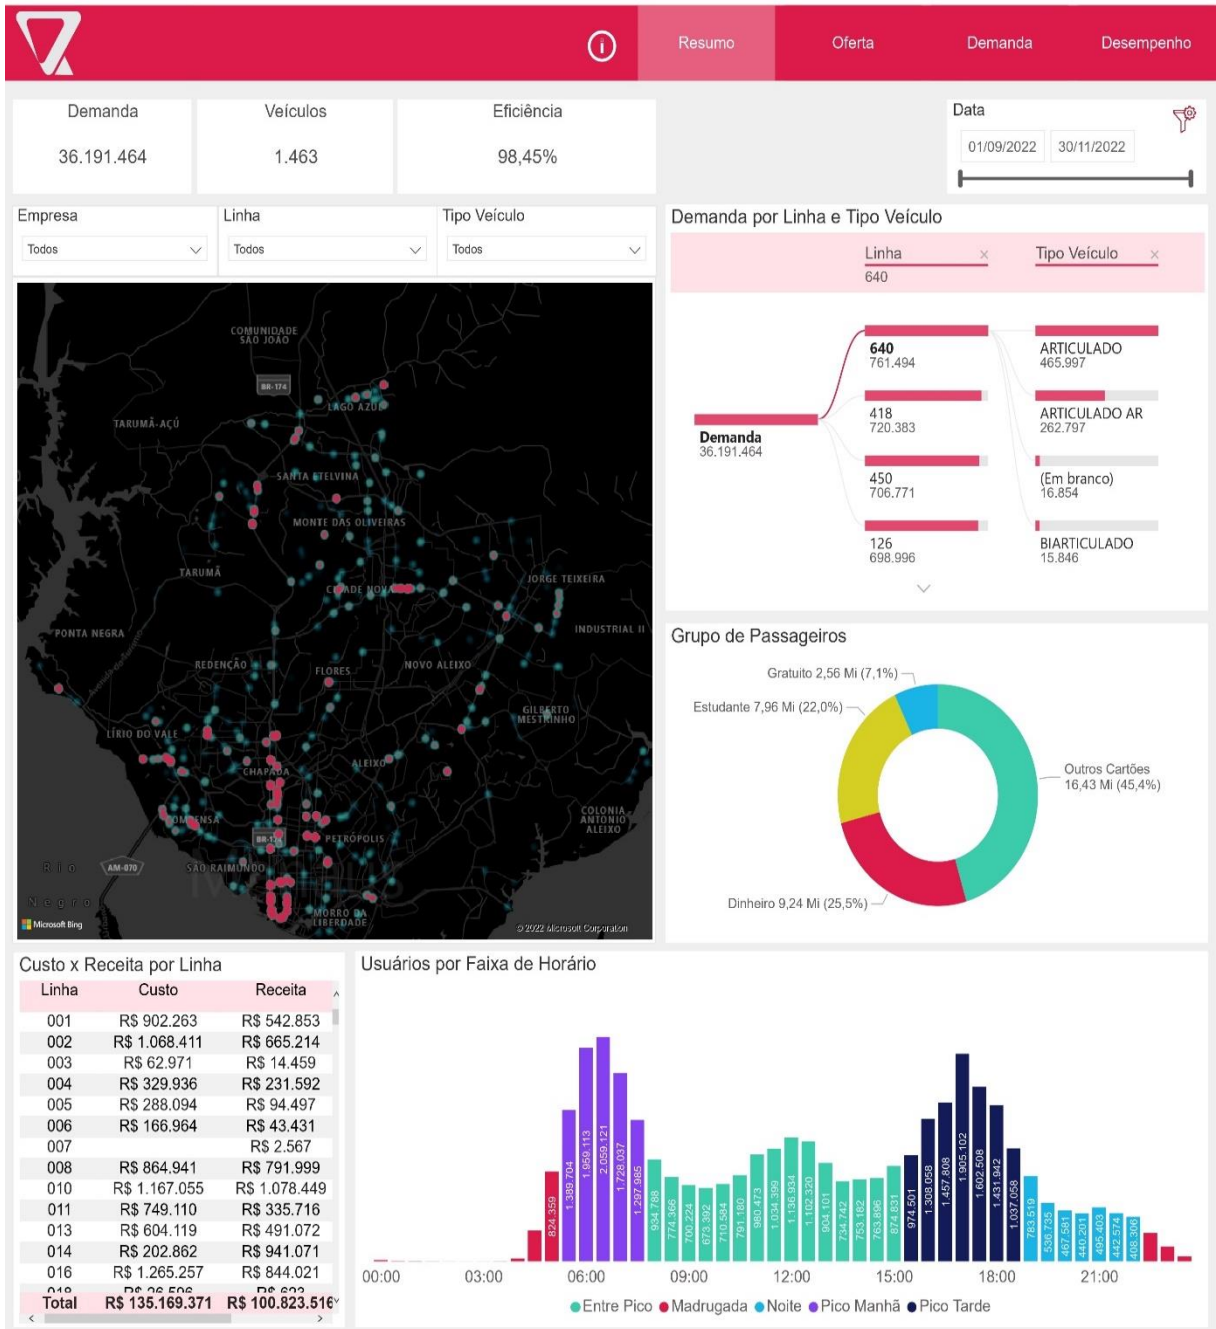 Resumo
Oferta
Demanda
Desempenho
Demanda
36.191.464
Veículos
1.463
Eficiência
98,45%
Data
01/09/2022
30/11/2022
Empresa
Todos
Linha
Todos
Tipo Veículo
Todos
COMUNIDADE
SÃO JOÃO
BR-174
LAGO AZUL
TARUMÃ-AÇÚ
SANTA ETELVINA
MONTE DAS OLIVEIRAS
TARUMÃ
CIDADE NOVA
JORGE TEIXEIRA
PONTA NEGRA
INDUSTRIAL II
REDENÇÃO
FLORES
NOVO ALEIXO
GILBERTO
MESTRINHO
LÍRIO DO VALE
CHAPADA
ALEIXO
COMPENSA
COLONIA
ANTONIO
ALEIXO
BR-174
PETRÓPOLIS
Rio
Negro
AM-070
SÃO RAIMUNDO
MORRO DA
LIBERDADE
Microsoft Bing
© 2022 Microsoft Corporation
Demanda por Linha e Tipo Veículo
Linha
640
Tipo Veículo
Demanda
36.191.464
640
761.494
418
720.383
450
706.771
126
698.996
ARTICULADO
465.997
ARTICULADO AR
262.797
(Em branco)
16.854
BIARTICULADO
15.846
Grupo de Passageiros
Gratuito 2,56 Mi (7,1%)
Estudante 7,96 Mi (22,0%)
Outros Cartões
16,43 Mi (45,4%)
Dinheiro 9,24 Mi (25,5%)
Custo x Receita por Linha
Linha Custo Receita
001 R$ 902.263 R$ 542.853
002 R$ 1.068.411 R$ 665.214
003 R$ 62.971 R$ 14.459
004 R$ 329.936 R$ 231.592
005 R$ 288.094 R$ 94.497
006 R$ 166.964 R$ 43.431
007 R$ 2.567
008 R$ 864.941 R$ 791.999
010 R$ 1.167.055 R$ 1.078.449
011 R$ 749.110 R$ 335.716
013 R$ 604.119 R$ 491.072
014 R$ 202.862 R$ 941.071
016 R$ 1.265.257 R$ 844.021
Total R$ 135.169.371 R$ 100.823.516
Usuários por Faixa de Horário
824.359
1.389.704
1.959.113
2.059.121
1.728.037
1.297.985
934.788
774.366
700.224
673.392
710.584
791.180
980.473
1.034.399
1.136.934
1.102.320
904.101
734.742
753.182
763.896
874.831
974.501
1.308.058
1.457.808
1.905.102
1.602.508
1.431.942
1.037.058
783.519
536.735
467.581
440.201
495.403
442.574
408.306
00:00 03:00 06:00 09:00 12:00 15:00 18:00 21:00
Entre Pico Madrugada Noite Pico Manhã Pico Tarde